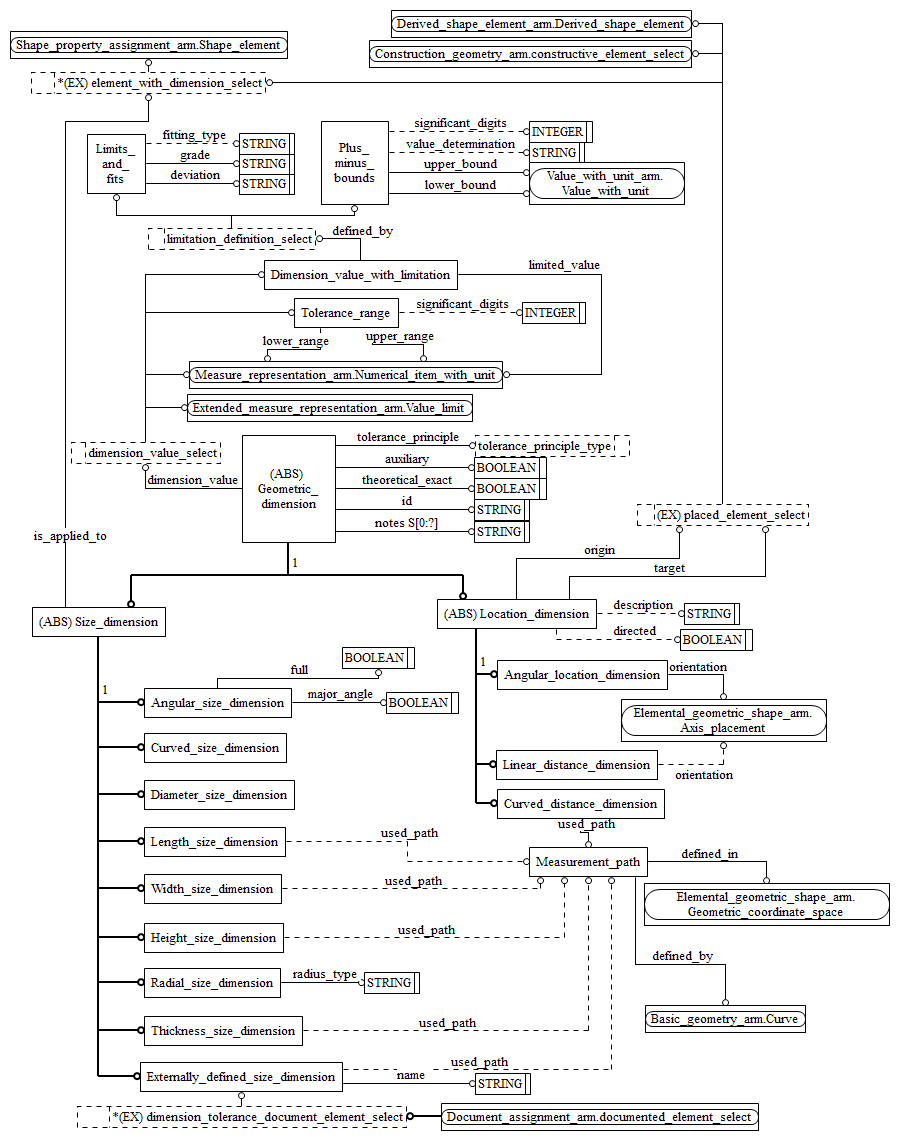 Derived_shape_element_arm.Derived_shape_element
Shape_property_assignment_arm.Shape_element
Construction_geometry_arm.constructive_element_select
*(EX) element_with_dimension_select
fitting_type
STRING
grade
STRING
deviation
STRING
Limits_
and_
fits
Plus_
minus_
bounds
significant_digits
INTEGER
value_determination
STRING
upper_bound
lower_bound
Value_with_unit_arm.
Value_with_unit
limitation_definition_select
defined_by
Dimension_value_with_limitation
limited_value
Tolerance_range
significant_digits
INTEGER
lower_range
upper_range
Measure_representation_arm.Numerical_item_with_unit
Extended_measure_representation_arm.Value_limit
dimension_value_select
dimension_value
(ABS)
Geometric_
dimension
tolerance_principle
tolerance_principle_type
auxiliary
BOOLEAN
theoretical_exact
BOOLEAN
id
STRING
notes S[0:?]
STRING
(EX) placed_element_select
is_applied_to
origin
target
1
(ABS) Size_dimension
(ABS) Location_dimension
description
STRING
directed
BOOLEAN
1
Angular_location_dimension
orientation
Elemental_geometric_shape_arm.
Axis_placement
Linear_distance_dimension
orientation
Curved_distance_dimension
1
full
BOOLEAN
Angular_size_dimension
major_angle
BOOLEAN
Curved_size_dimension
Diameter_size_dimension
Length_size_dimension
used_path
used_path
Measurement_path
defined_in
Elemental_geometric_shape_arm.
Geometric_coordinate_space
Width_size_dimension
used_path
Height_size_dimension
used_path
defined_by
Basic_geometry_arm.Curve
Radial_size_dimension
radius_type
STRING
Thickness_size_dimension
used_path
Externally_defined_size_dimension
used_path
name
STRING
*(EX) dimension_tolerance_document_element_select
Document_assignment_arm.documented_element_select